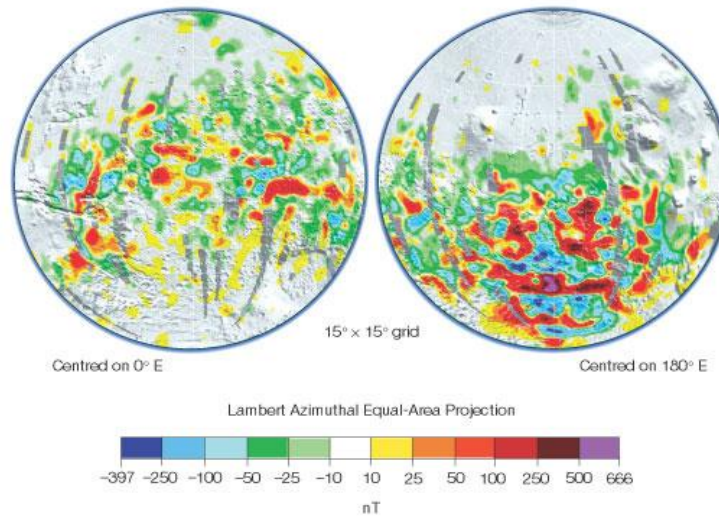 15° × 15° grid
Centred on 0° E
Centred on 180° E
Lambert Azimuthal Equal-Area Projection
−397 −250 −100 −50 −25 −10 10 25 50 100 250 500 666
nT